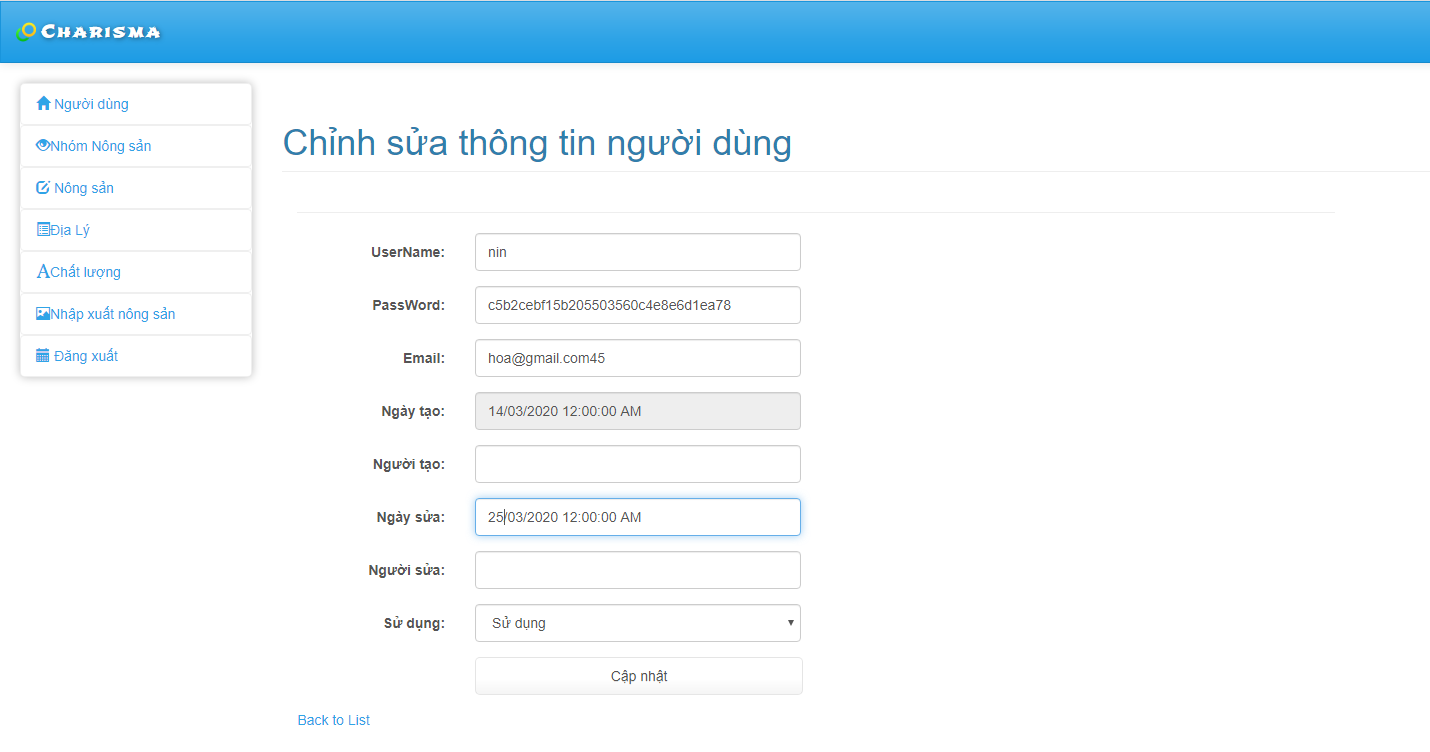 CHARISMA
Người dùng
Nhóm Nông sản
Nông sản
Địa Lý
Chất lượng
Nhập xuất nông sản
Đăng xuất
Chỉnh sửa thông tin người dùng
UserName: nin
PassWord: c5b2cebf15b205503560c4e8e6d1ea78
Email: hoa@gmail.com45
Ngày tạo: 14/03/2020 12:00:00 AM
Người tạo:
Ngày sửa: 25/03/2020 12:00:00 AM
Người sửa:
Sử dụng: Sử dụng
Cập nhật
Back to List